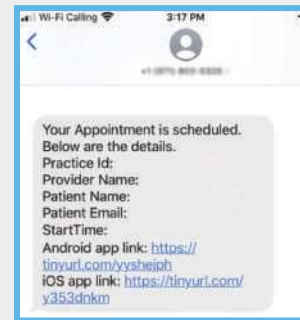 Wi-Fi Calling 3:17 PM
Your Appointment is scheduled.
Below are the details.
Practice Id:
Provider Name:
Patient Name:
Patient Email:
StartTime:
Android app link: https://
tinyurl.com/yyshejph
iOS app link: https://tinyurl.com/
y353dnkm